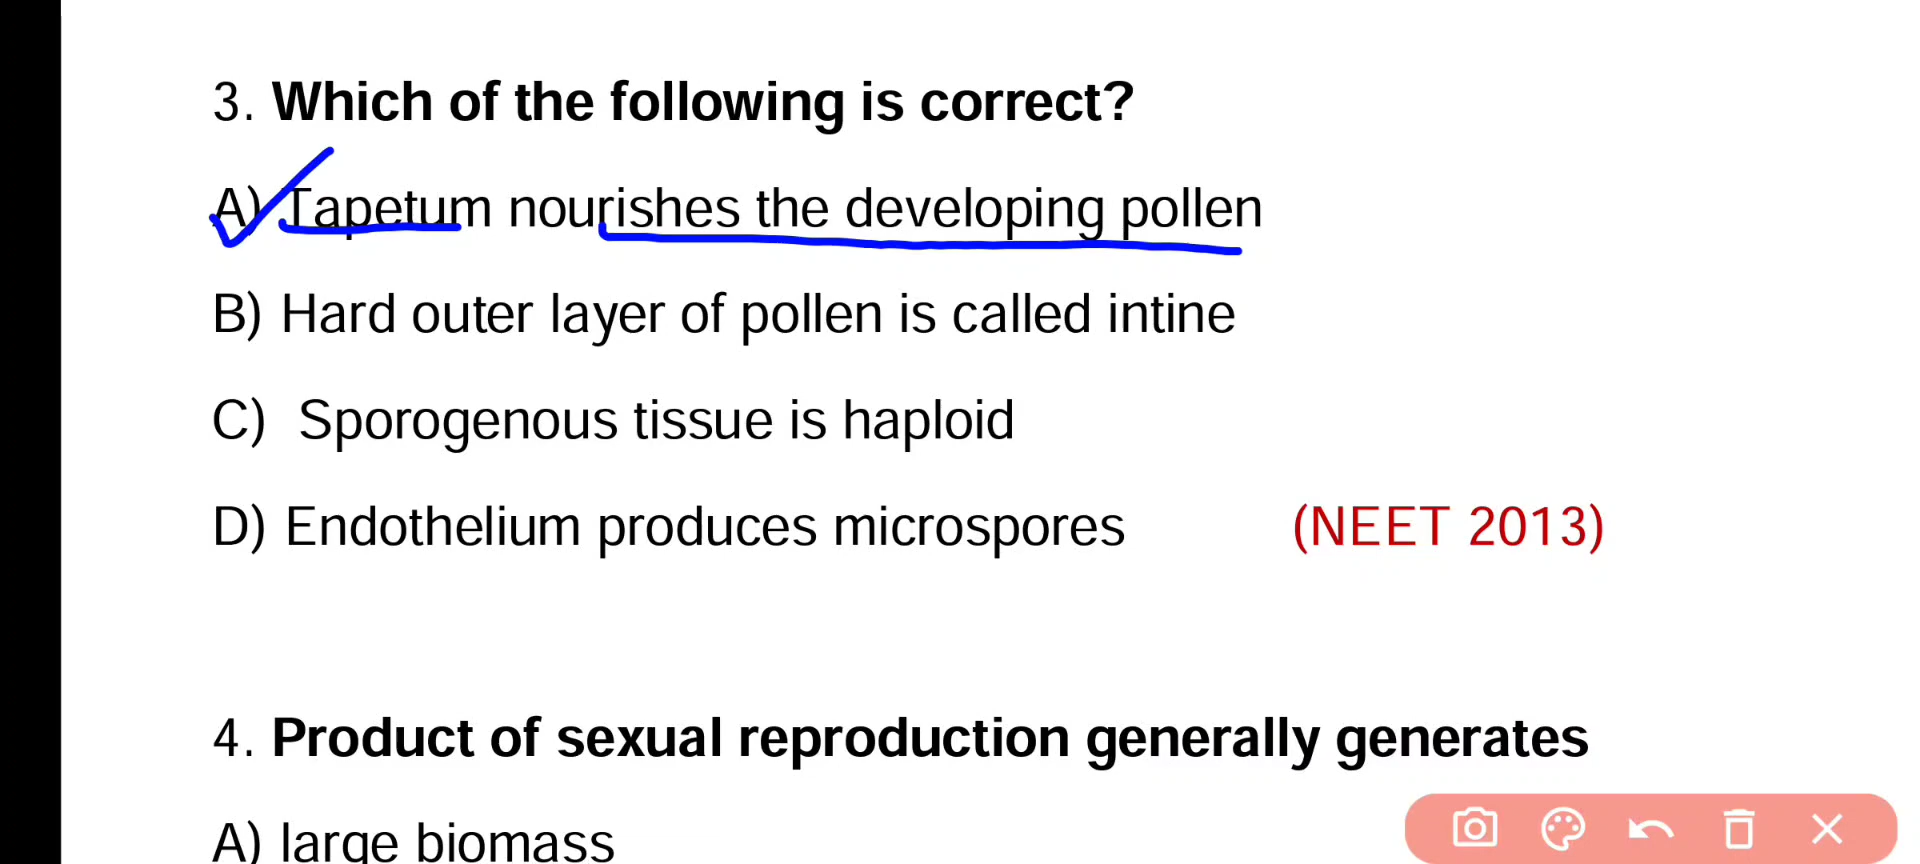 3. Which of the following is correct?
A) Tapetum nourishes the developing pollen
B) Hard outer layer of pollen is called intine
C) Sporogenous tissue is haploid
D) Endothelium produces microspores (NEET 2013)
4. Product of sexual reproduction generally generates
A) large biomass